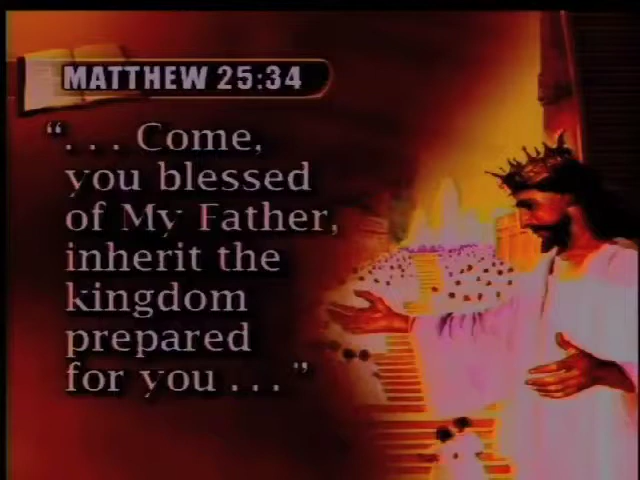 MATTHEW 25:34
“. . . Come,
you blessed
of My Father,
inherit the
kingdom
prepared
for you . . .”